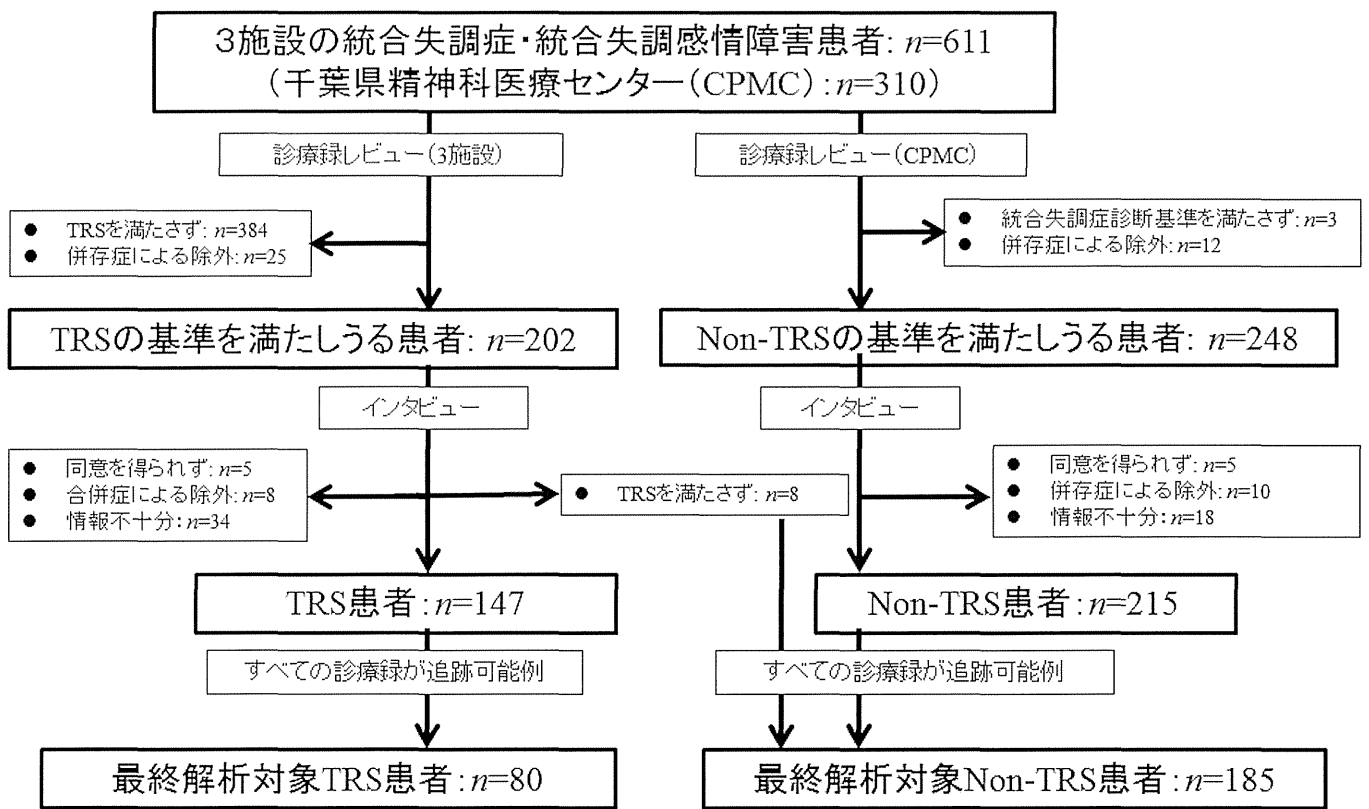 3施設の統合失調症・統合失調感情障害患者: n=611
(千葉県精神科医療センター(CPMC):n=310)
診療録レビュー(3施設)
診療録レビュー(CPMC)
● TRSを満たさず: n=384
● 併存症による除外: n=25
● 統合失調症診断基準を満たさず: n=3
● 併存症による除外: n=12
TRSの基準を満たしうる患者: n=202
Non-TRSの基準を満たしうる患者: n=248
インタビュー
インタビュー
● 同意を得られず: n=5
● 合併症による除外: n=8
● 情報不十分: n=34
● TRSを満たさず: n=8
● 同意を得られず: n=5
● 併存症による除外: n=10
● 情報不十分: n=18
TRS患者:n=147
Non-TRS患者:n=215
すべての診療録が追跡可能例
すべての診療録が追跡可能例
最終解析対象TRS患者:n=80
最終解析対象Non-TRS患者:n=185